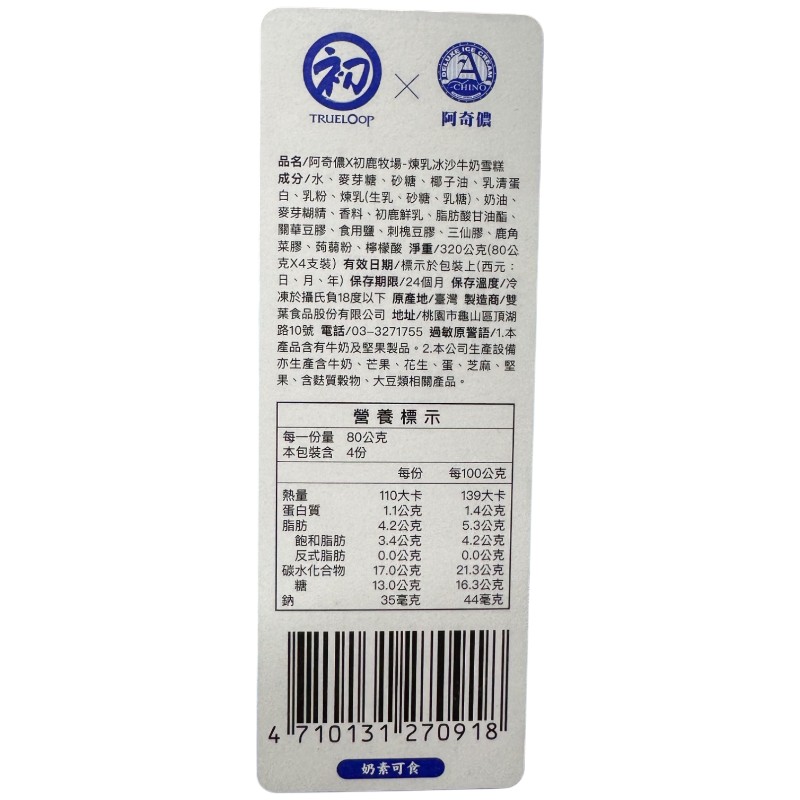 初
TRUELOOP
×
DELUXE ICE CREAM
A
-CHINO
阿奇儂
品名/阿奇儂X初鹿牧場-煉乳冰沙牛奶雪糕
成分/水、麥芽糖、砂糖、椰子油、乳清蛋
白、乳粉、煉乳(生乳、砂糖、乳糖)、奶油、
麥芽糊精、香料、初鹿鮮乳、脂肪酸甘油酯、
關華豆膠、食用鹽、刺槐豆膠、三仙膠、鹿角
菜膠、蒟蒻粉、檸檬酸 淨重/320公克(80公
克X4支裝) 有效日期/標示於包裝上(西元：
日、月、年) 保存期限/24個月 保存溫度/冷
凍於攝氏負18度以下 原產地/臺灣 製造商/雙
葉食品股份有限公司 地址/桃園市龜山區頂湖
路10號 電話/03-3271755 過敏原警語/1.本
產品含有牛奶及堅果製品。2.本公司生產設備
亦生產含牛奶、芒果、花生、蛋、芝麻、堅
果、含麩質穀物、大豆類相關產品。
營養標示
每一份量 80公克
本包裝含 4份
每份 每100公克
熱量 110大卡 139大卡
蛋白質 1.1公克 1.4公克
脂肪 4.2公克 5.3公克
飽和脂肪 3.4公克 4.2公克
反式脂肪 0.0公克 0.0公克
碳水化合物 17.0公克 21.3公克
糖 13.0公克 16.3公克
鈉 35毫克 44毫克
4 710131 270918
奶素可食